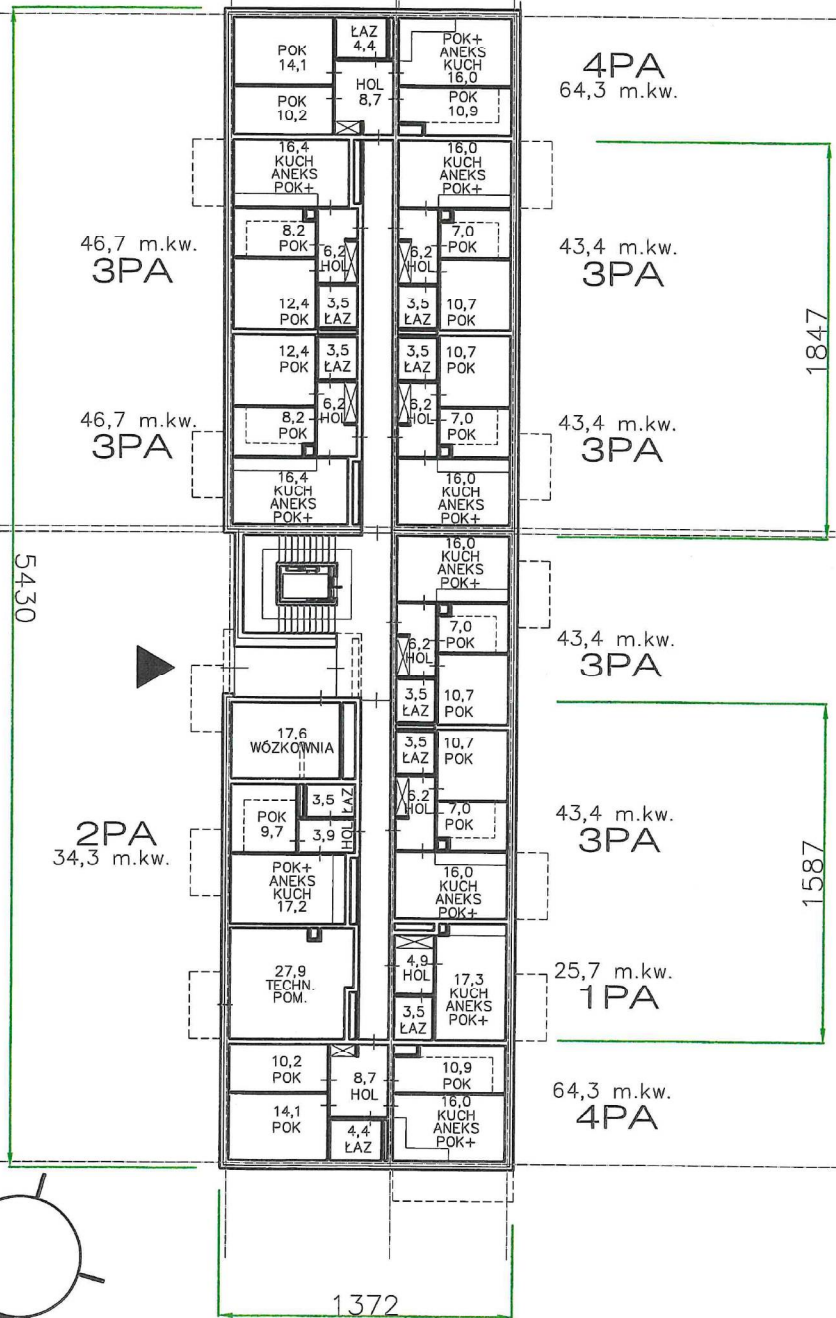 POK
14,1
ŁAZ
4,4
POK+
ANEKS
KUCH
16,0
4PA
64,3 m.kw.
HOL
8,7
POK
10,2
POK
10,9
16,4
KUCH
ANEKS
POK+
16,0
KUCH
ANEKS
POK+
46,7 m.kw.
3PA
8,2
POK
6,2
HOL
6,2
HOL
7,0
POK
43,4 m.kw.
3PA
12,4
POK
3,5
ŁAZ
3,5
ŁAZ
10,7
POK
1847
12,4
POK
3,5
ŁAZ
3,5
ŁAZ
10,7
POK
46,7 m.kw.
3PA
8,2
POK
6,2
HOL
6,2
HOL
7,0
POK
43,4 m.kw.
3PA
16,4
KUCH
ANEKS
POK+
16,0
KUCH
ANEKS
POK+
5430
16,0
KUCH
ANEKS
POK+
6,2
HOL
7,0
POK
43,4 m.kw.
3PA
3,5
ŁAZ
10,7
POK
17,6
WÓZKOWNIA
3,5
ŁAZ
10,7
POK
2PA
34,3 m.kw.
POK
9,7
3,5
ŁAZ
3,9
HOL
6,2
HOL
7,0
POK
43,4 m.kw.
3PA
POK+
ANEKS
KUCH
17,2
16,0
KUCH
ANEKS
POK+
1587
27,9
TECHN.
POM.
4,9
HOL
17,3
KUCH
ANEKS
POK+
3,5
ŁAZ
25,7 m.kw.
1PA
10,2
POK
8,7
HOL
10,9
POK
14,1
POK
4,4
ŁAZ
16,0
KUCH
ANEKS
POK+
64,3 m.kw.
4PA
1372